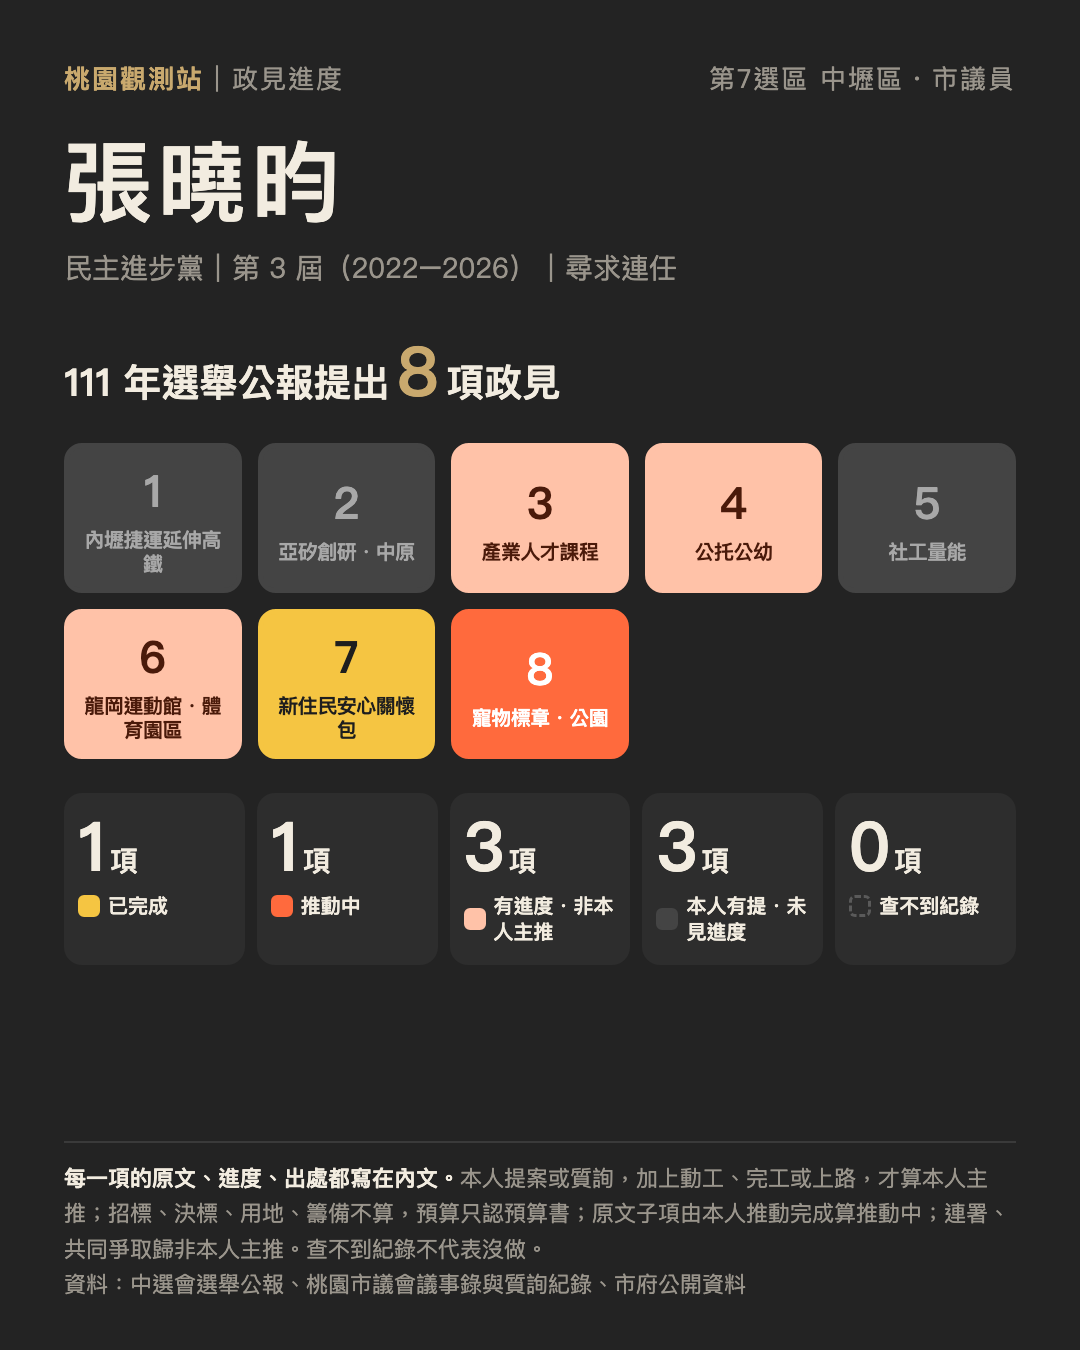 桃園觀測站｜政見進度
第7選區 中壢區・市議員
張曉昀
民主進步黨｜第 3 屆（2022–2026）｜尋求連任
111 年選舉公報提出 8 項政見
1
內壢捷運延伸高
鐵
2
亞矽創研・中原
3
產業人才課程
4
公托公幼
5
社工量能
6
龍岡運動館・體
育園區
7
新住民安心關懷
包
8
寵物標章・公園
1項
已完成
1項
推動中
3項
有進度・非本
人主推
3項
本人有提・未
見進度
0項
查不到紀錄
每一項的原文、進度、出處都寫在內文。本人提案或質詢，加上動工、完工或上路，才算本人主
推；招標、決標、用地、籌備不算，預算只認預算書；原文子項由本人推動完成算推動中；連署、
共同爭取歸非本人主推。查不到紀錄不代表沒做。
資料：中選會選舉公報、桃園市議會議事錄與質詢紀錄、市府公開資料